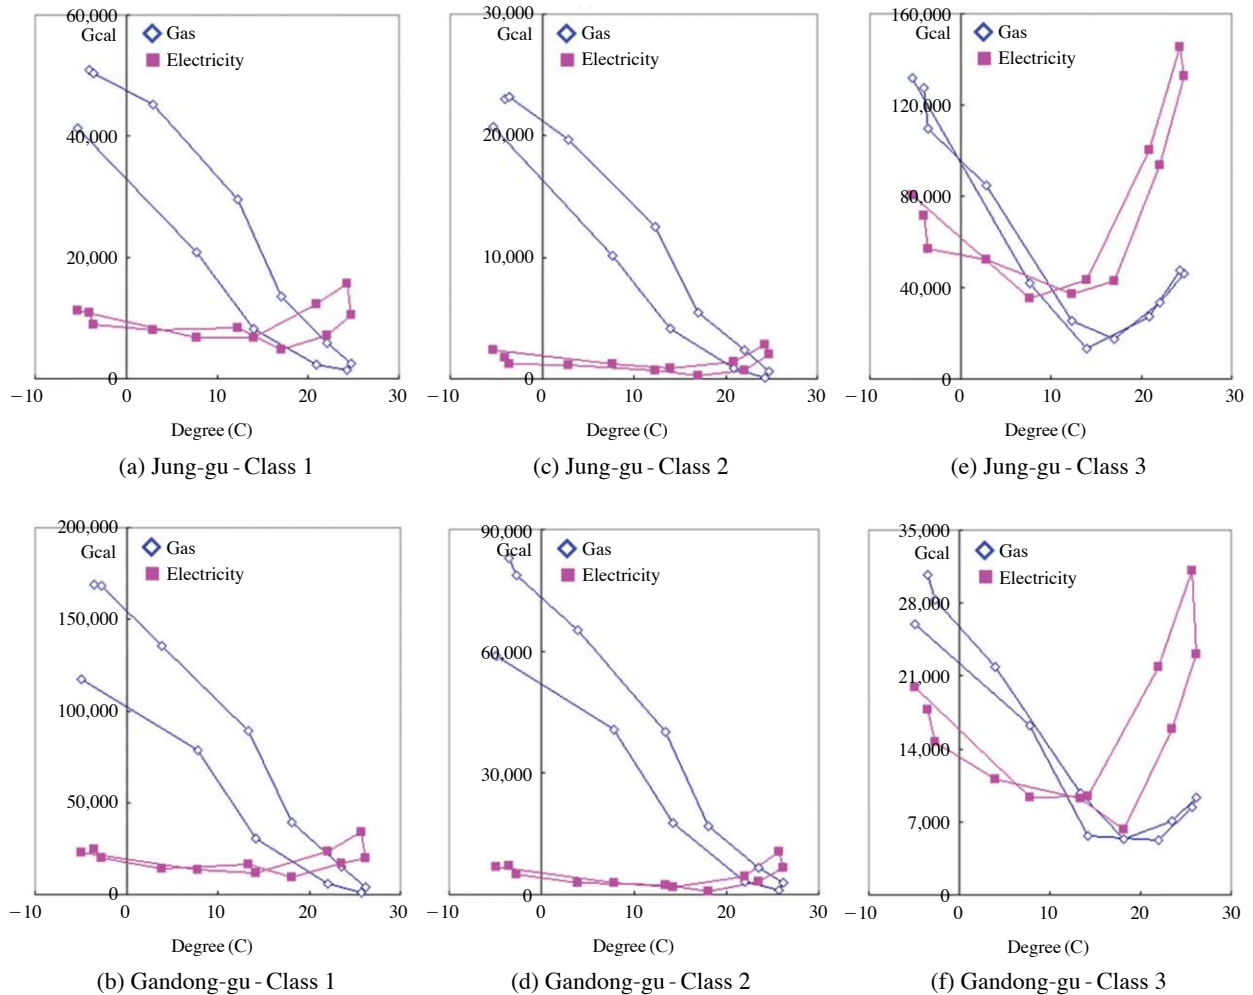 60,000
Gcal
Gas
Electricity
40,000
20,000
0
−10 0 10 20 30
Degree (C)
(a) Jung-gu - Class 1
30,000
Gcal
Gas
Electricity
20,000
10,000
0
−10 0 10 20 30
Degree (C)
(c) Jung-gu - Class 2
160,000
Gcal
Gas
Electricity
120,000
80,000
40,000
0
−10 0 10 20 30
Degree (C)
(e) Jung-gu - Class 3
200,000
Gcal
Gas
Electricity
150,000
100,000
50,000
0
−10 0 10 20 30
Degree (C)
(b) Gandong-gu - Class 1
90,000
Gcal
Gas
Electricity
60,000
30,000
0
−10 0 10 20 30
Degree (C)
(d) Gandong-gu - Class 2
35,000
Gcal
Gas
Electricity
28,000
21,000
14,000
7,000
0
−10 0 10 20 30
Degree (C)
(f) Gandong-gu - Class 3